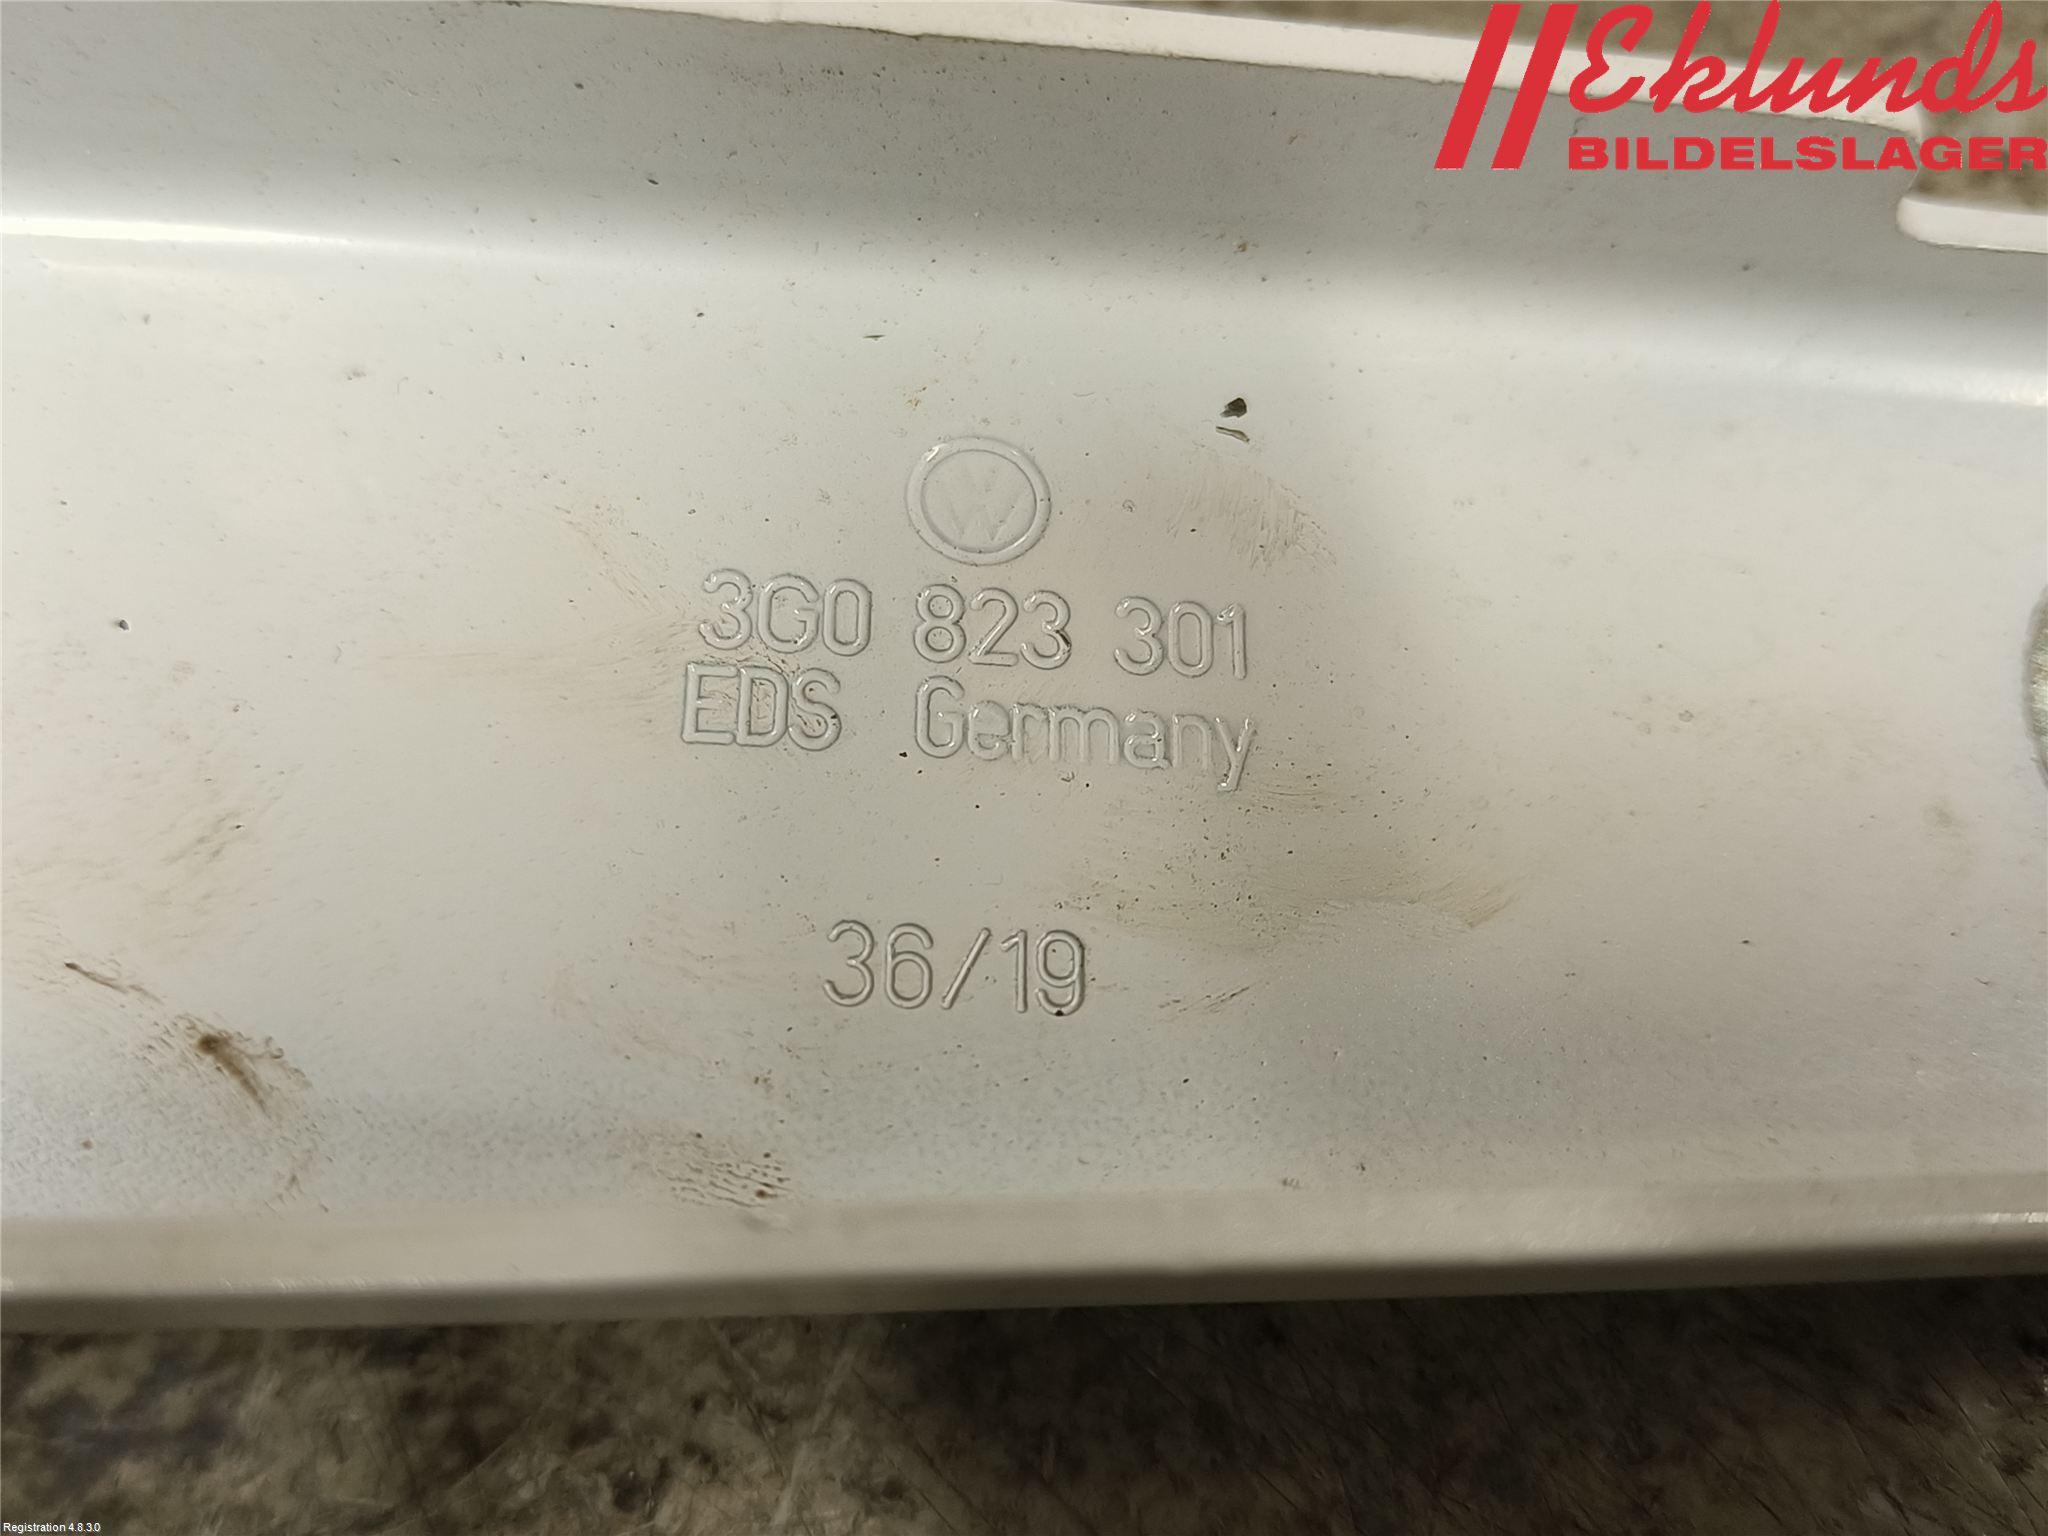 Eklunds
BILDELSLAGER
3G0 823 301
EDS Germany
36/19
Registration 4.8.3.0